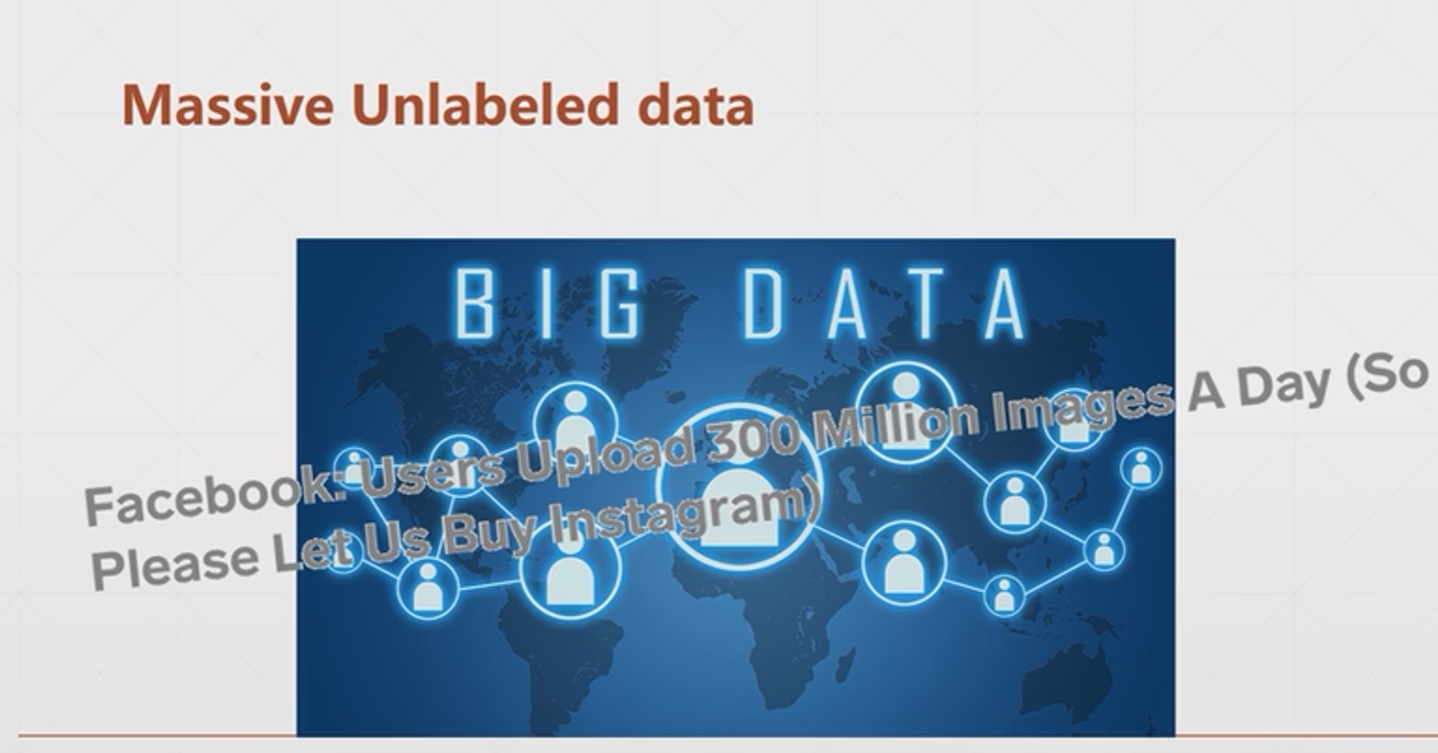 Massive Unlabeled data
BIG DATA
Facebook: Users Upload 300 Million Images A Day (So
Please Let Us Buy Instagram)